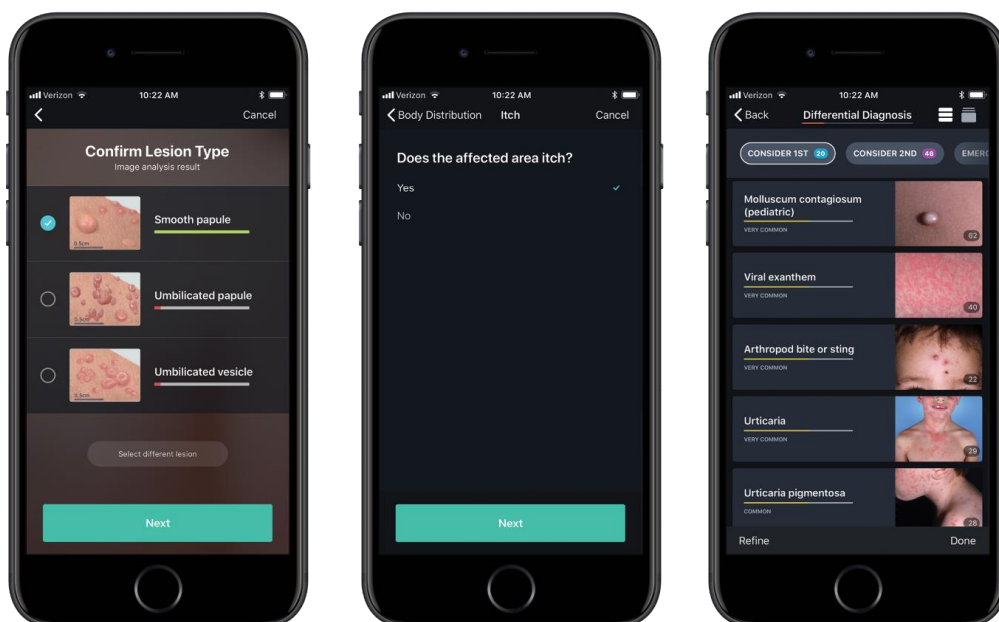 Verizon
10:22 AM
Cancel
Confirm Lesion Type
Image analysis result
0.5cm
Smooth papule
0.5cm
Umbilicated papule
0.5cm
Umbilicated vesicle
Select different lesion
Next
Verizon
10:22 AM
Body Distribution
Itch
Cancel
Does the affected area itch?
Yes
No
Next
Verizon
10:22 AM
Back
Differential Diagnosis
CONSIDER 1ST 20
CONSIDER 2ND 48
EMERG
Molluscum contagiosum
(pediatric)
VERY COMMON
62
Viral exanthem
VERY COMMON
40
Arthropod bite or sting
VERY COMMON
22
Urticaria
VERY COMMON
29
Urticaria pigmentosa
COMMON
28
Refine
Done